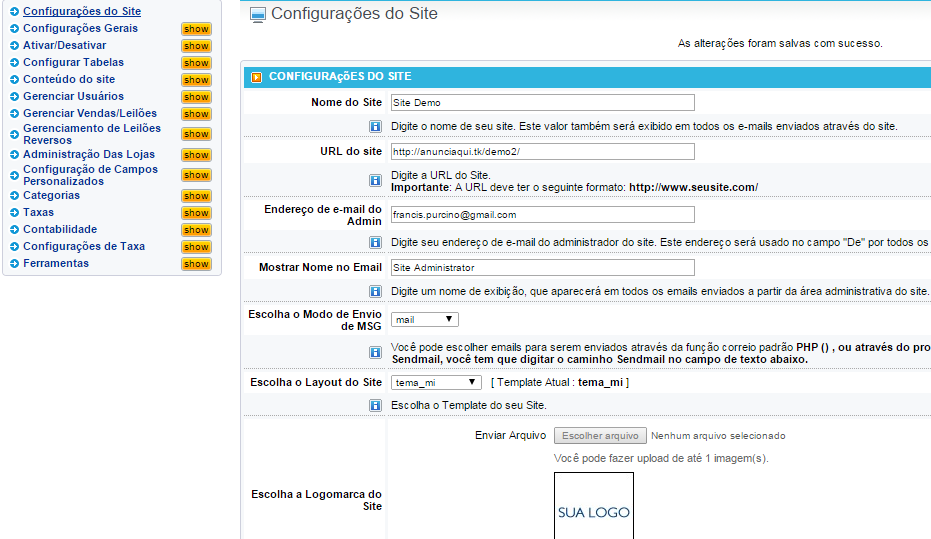 Configurações do Site
Configurações Gerais show
Ativar/Desativar show
Configurar Tabelas show
Conteúdo do site show
Gerenciar Usuários show
Gerenciar Vendas/Leilões show
Gerenciamento de Leilões
Reversos show
Administração Das Lojas show
Configuração de Campos
Personalizados show
Categorias show
Taxas show
Contabilidade show
Configurações de Taxa show
Ferramentas show
Configurações do Site
As alterações foram salvas com sucesso.
CONFIGURAçõES DO SITE
Nome do Site Site Demo
Digite o nome de seu site. Este valor também será exibido em todos os e-mails enviados através do site.
URL do site http://anunciaqui.tk/demo2/
Digite a URL do Site.
Importante: A URL deve ter o seguinte formato: http://www.seusite.com/
Endereço de e-mail do
Admin francis.purcino@gmail.com
Digite seu endereço de e-mail do administrador do site. Este endereço será usado no campo "De" por todos os
Mostrar Nome no Email Site Administrator
Digite um nome de exibição, que aparecerá em todos os emails enviados a partir da área administrativa do site.
Escolha o Modo de Envio
de MSG mail
Você pode escolher emails para serem enviados através da função correio padrão PHP () , ou através do pro
Sendmail, você tem que digitar o caminho Sendmail no campo de texto abaixo.
Escolha o Layout do Site tema_mi [ Template Atual : tema_mi ]
Escolha o Template do seu Site.
Enviar Arquivo Escolher arquivo Nenhum arquivo selecionado
Você pode fazer upload de até 1 imagem(s).
Escolha a Logomarca do
Site
SUA LOGO